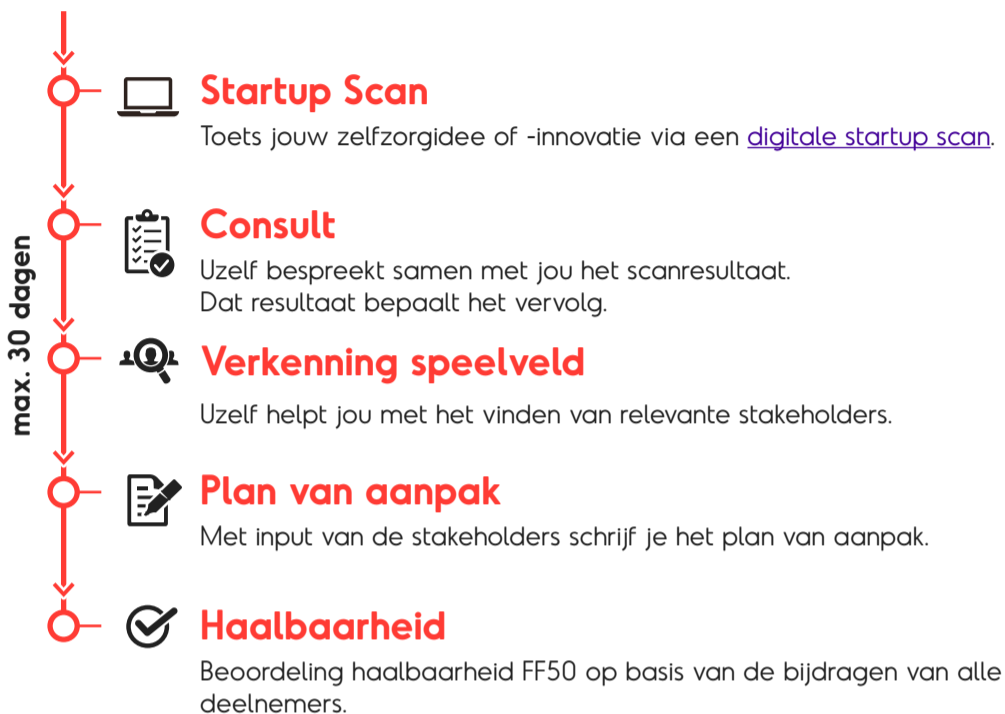 Startup Scan
Toets jouw zelfzorgidee of -innovatie via een digitale startup scan.
max. 30 dagen
Consult
Uzelf bespreekt samen met jou het scanresultaat.
Dat resultaat bepaalt het vervolg.
Verkenning speelveld
Uzelf helpt jou met het vinden van relevante stakeholders.
Plan van aanpak
Met input van de stakeholders schrijf je het plan van aanpak.
Haalbaarheid
Beoordeling haalbaarheid FF50 op basis van de bijdragen van alle
deelnemers.